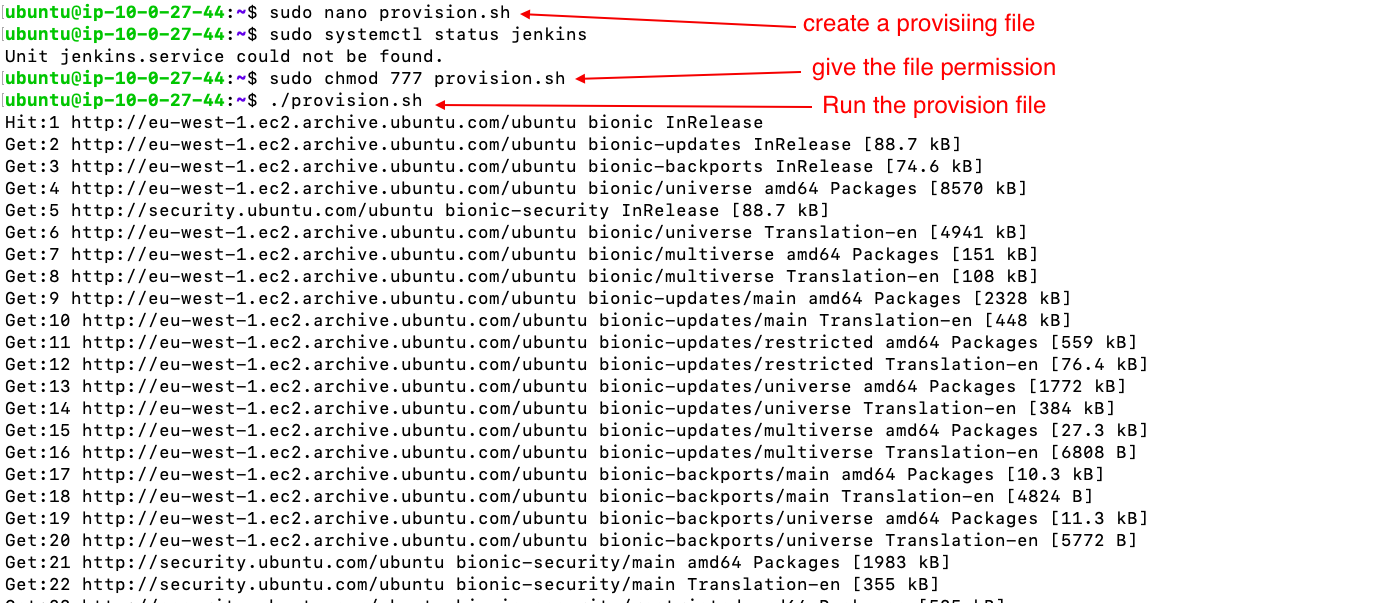 ubuntu@ip-10-0-27-44:~$ sudo nano provision.sh
create a provisiing file
ubuntu@ip-10-0-27-44:~$ sudo systemctl status jenkins
Unit jenkins.service could not be found.
ubuntu@ip-10-0-27-44:~$ sudo chmod 777 provision.sh
give the file permission
ubuntu@ip-10-0-27-44:~$ ./provision.sh
Run the provision file
Hit:1 http://eu-west-1.ec2.archive.ubuntu.com/ubuntu bionic InRelease
Get:2 http://eu-west-1.ec2.archive.ubuntu.com/ubuntu bionic-updates InRelease [88.7 kB]
Get:3 http://eu-west-1.ec2.archive.ubuntu.com/ubuntu bionic-backports InRelease [74.6 kB]
Get:4 http://eu-west-1.ec2.archive.ubuntu.com/ubuntu bionic/universe amd64 Packages [8570 kB]
Get:5 http://security.ubuntu.com/ubuntu bionic-security InRelease [88.7 kB]
Get:6 http://eu-west-1.ec2.archive.ubuntu.com/ubuntu bionic/universe Translation-en [4941 kB]
Get:7 http://eu-west-1.ec2.archive.ubuntu.com/ubuntu bionic/multiverse amd64 Packages [151 kB]
Get:8 http://eu-west-1.ec2.archive.ubuntu.com/ubuntu bionic/multiverse Translation-en [108 kB]
Get:9 http://eu-west-1.ec2.archive.ubuntu.com/ubuntu bionic-updates/main amd64 Packages [2328 kB]
Get:10 http://eu-west-1.ec2.archive.ubuntu.com/ubuntu bionic-updates/main Translation-en [448 kB]
Get:11 http://eu-west-1.ec2.archive.ubuntu.com/ubuntu bionic-updates/restricted amd64 Packages [559 kB]
Get:12 http://eu-west-1.ec2.archive.ubuntu.com/ubuntu bionic-updates/restricted Translation-en [76.4 kB]
Get:13 http://eu-west-1.ec2.archive.ubuntu.com/ubuntu bionic-updates/universe amd64 Packages [1772 kB]
Get:14 http://eu-west-1.ec2.archive.ubuntu.com/ubuntu bionic-updates/universe Translation-en [384 kB]
Get:15 http://eu-west-1.ec2.archive.ubuntu.com/ubuntu bionic-updates/multiverse amd64 Packages [27.3 kB]
Get:16 http://eu-west-1.ec2.archive.ubuntu.com/ubuntu bionic-updates/multiverse Translation-en [6808 B]
Get:17 http://eu-west-1.ec2.archive.ubuntu.com/ubuntu bionic-backports/main amd64 Packages [10.3 kB]
Get:18 http://eu-west-1.ec2.archive.ubuntu.com/ubuntu bionic-backports/main Translation-en [4824 B]
Get:19 http://eu-west-1.ec2.archive.ubuntu.com/ubuntu bionic-backports/universe amd64 Packages [11.3 kB]
Get:20 http://eu-west-1.ec2.archive.ubuntu.com/ubuntu bionic-backports/universe Translation-en [5772 B]
Get:21 http://security.ubuntu.com/ubuntu bionic-security/main amd64 Packages [1983 kB]
Get:22 http://security.ubuntu.com/ubuntu bionic-security/main Translation-en [355 kB]